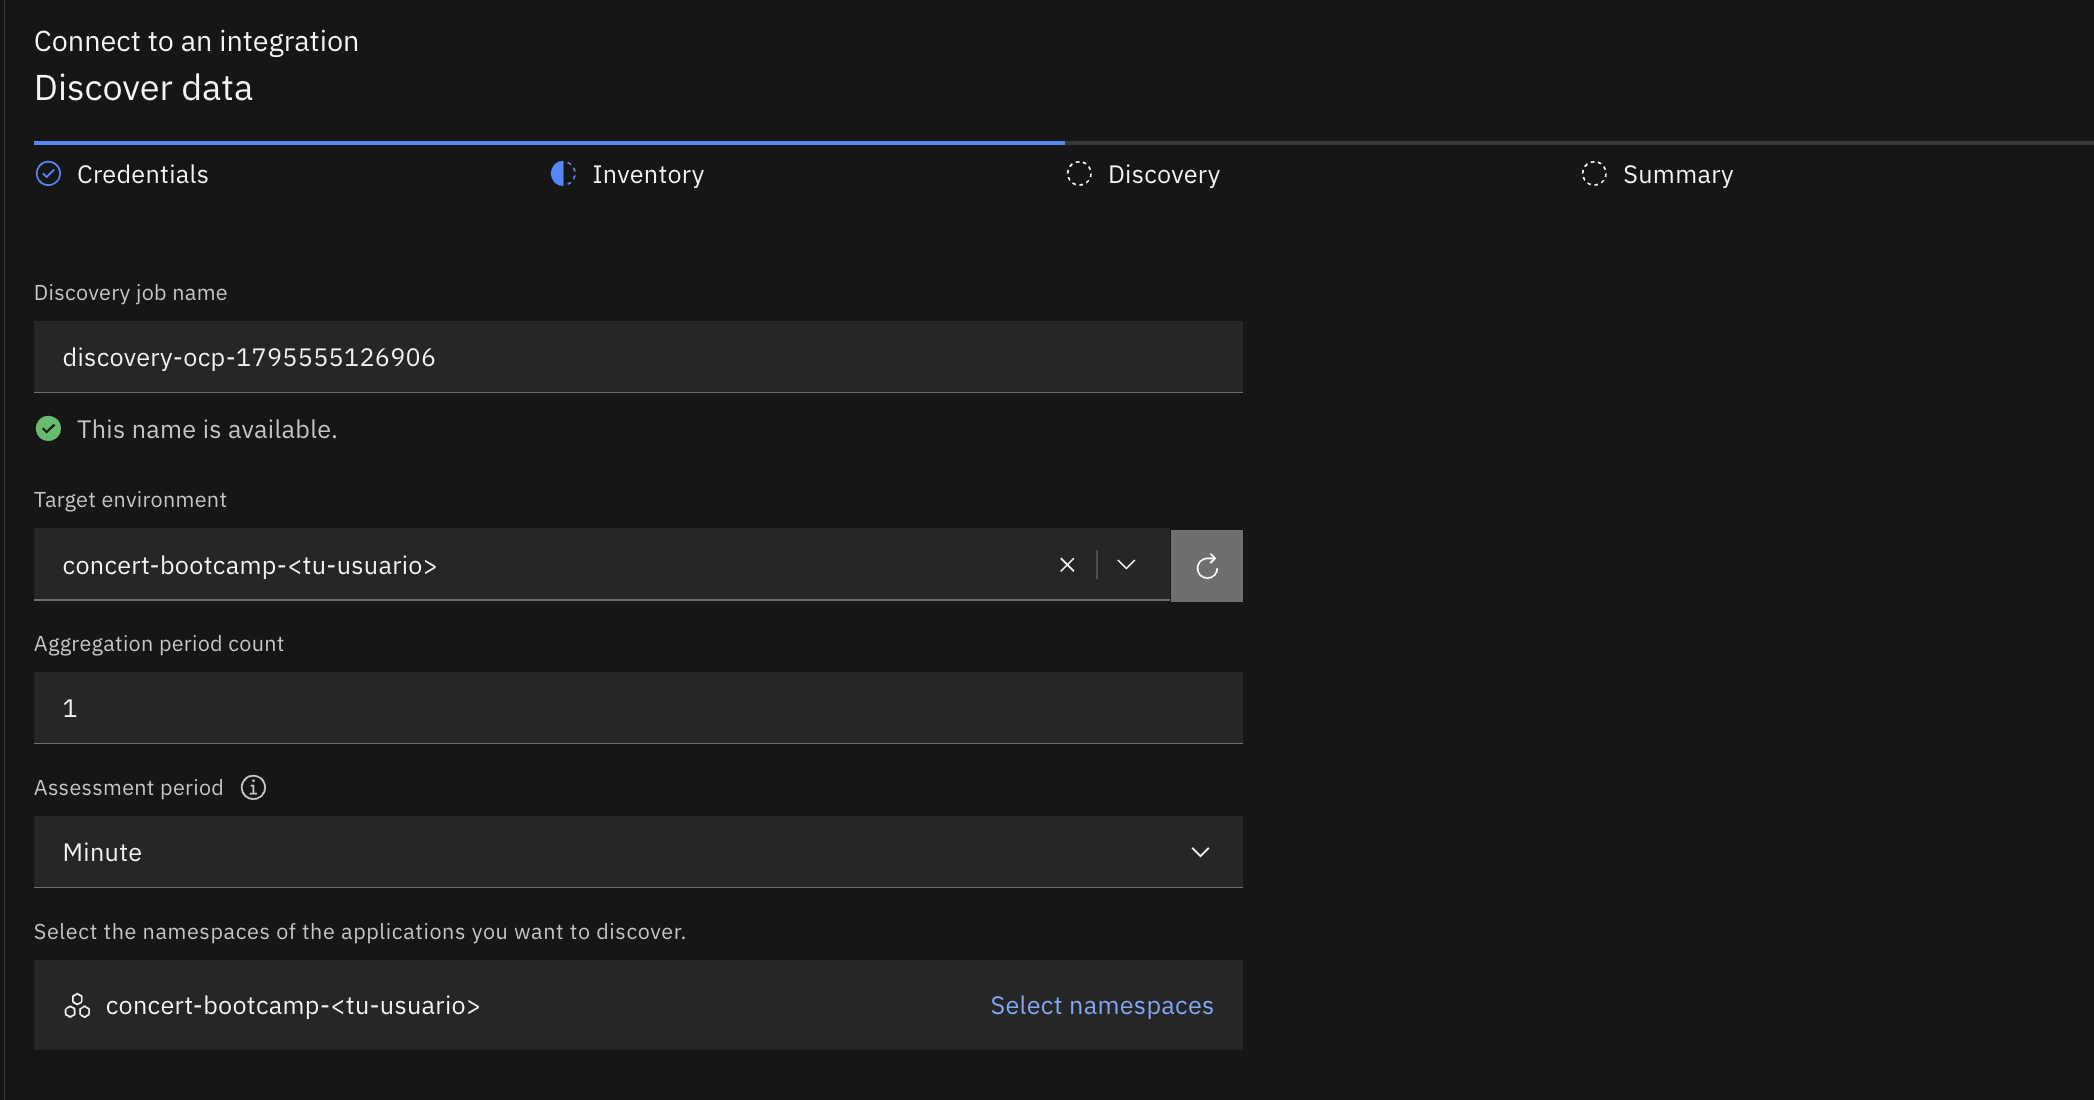 Connect to an integration
Discover data
Credentials
Inventory
Discovery
Summary
Discovery job name
discovery-ocp-1795555126906
This name is available.
Target environment
concert-bootcamp-<tu-usuario>
Aggregation period count
1
Assessment period
Minute
Select the namespaces of the applications you want to discover.
concert-bootcamp-<tu-usuario> Select namespaces